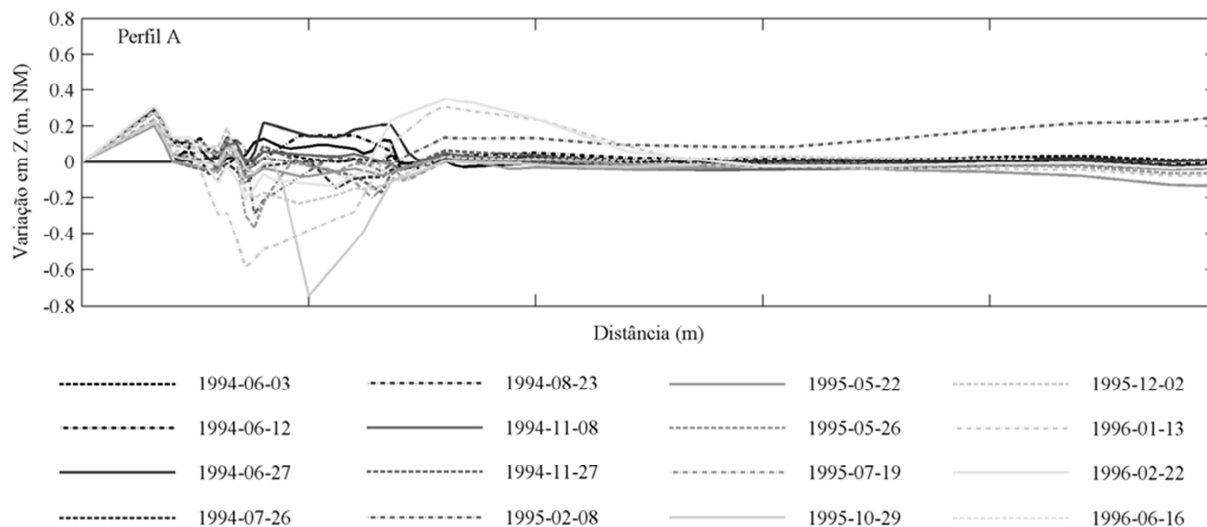 0.8
Perfil A
0.6
0.4
0.2
0
-0.2
-0.4
-0.6
-0.8
Variação em Z (m, NM)
Distância (m)
1994-06-03 1994-08-23 1995-05-22 1995-12-02
1994-06-12 1994-11-08 1995-05-26 1996-01-13
1994-06-27 1994-11-27 1995-07-19 1996-02-22
1994-07-26 1995-02-08 1995-10-29 1996-06-16